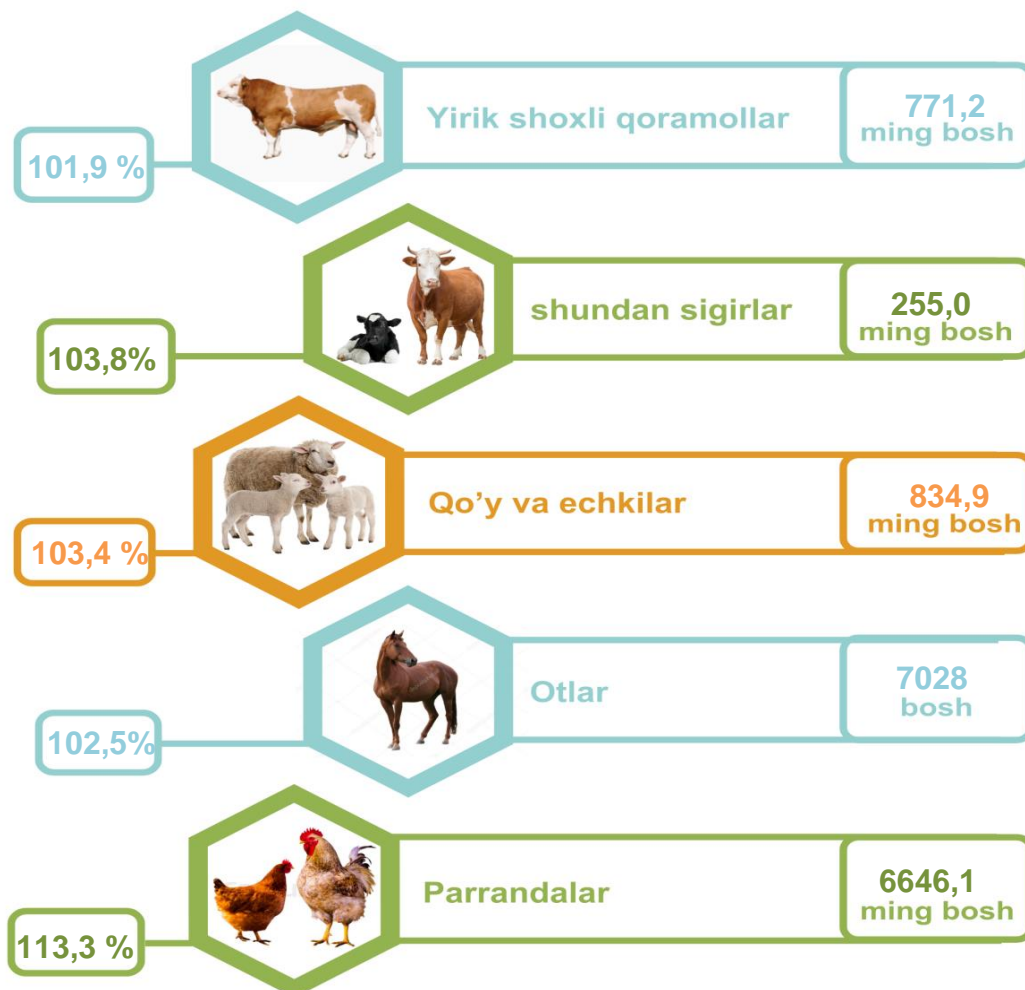 Yirik shoxli qoramollar
771,2
ming bosh
101,9 %
shundan sigirlar
255,0
ming bosh
103,8%
Qo’y va echkilar
834,9
ming bosh
103,4 %
Otlar
7028
bosh
102,5%
Parrandalar
6646,1
ming bosh
113,3 %